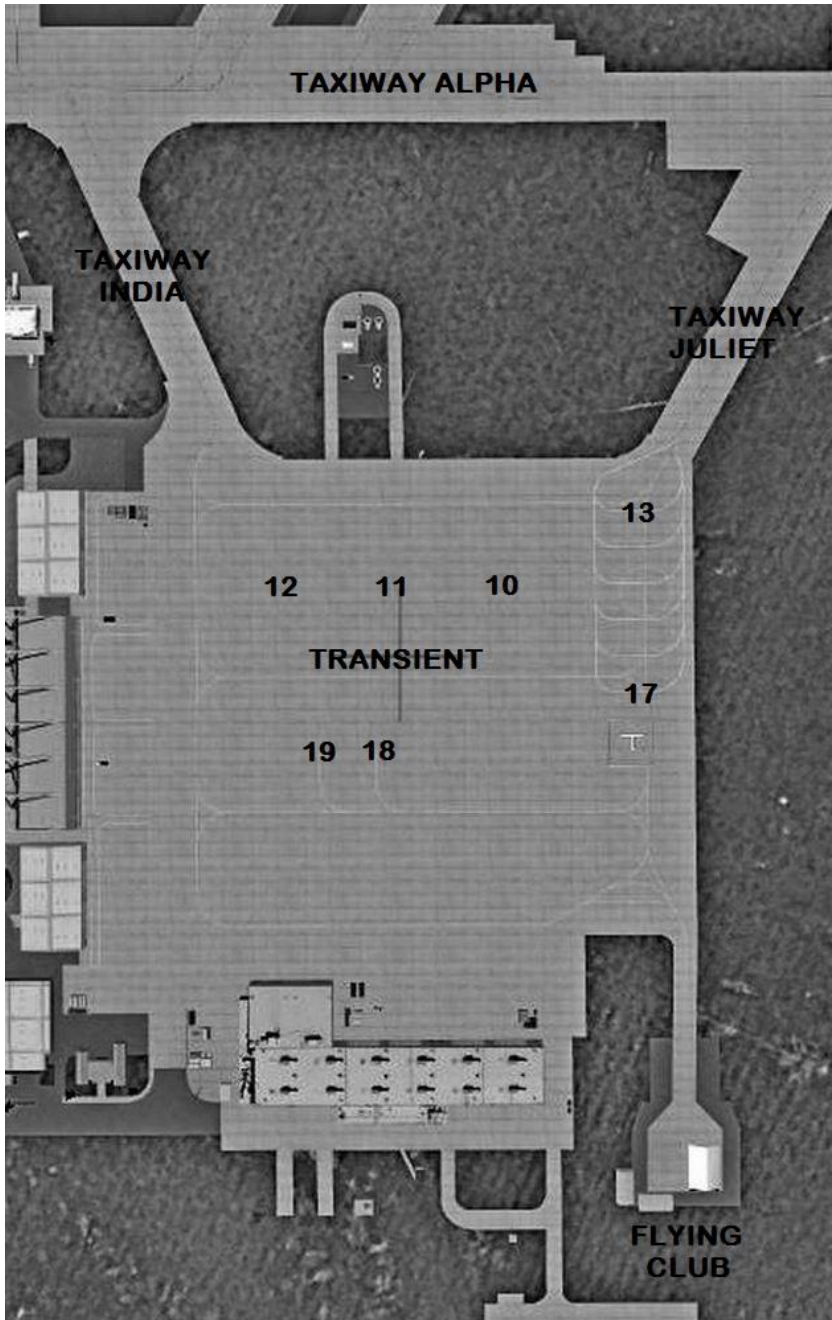 TAXIWAY ALPHA
TAXIWAY
INDIA
TAXIWAY
JULIET
13
12
11
10
TRANSIENT
17
19
18
FLYING
CLUB